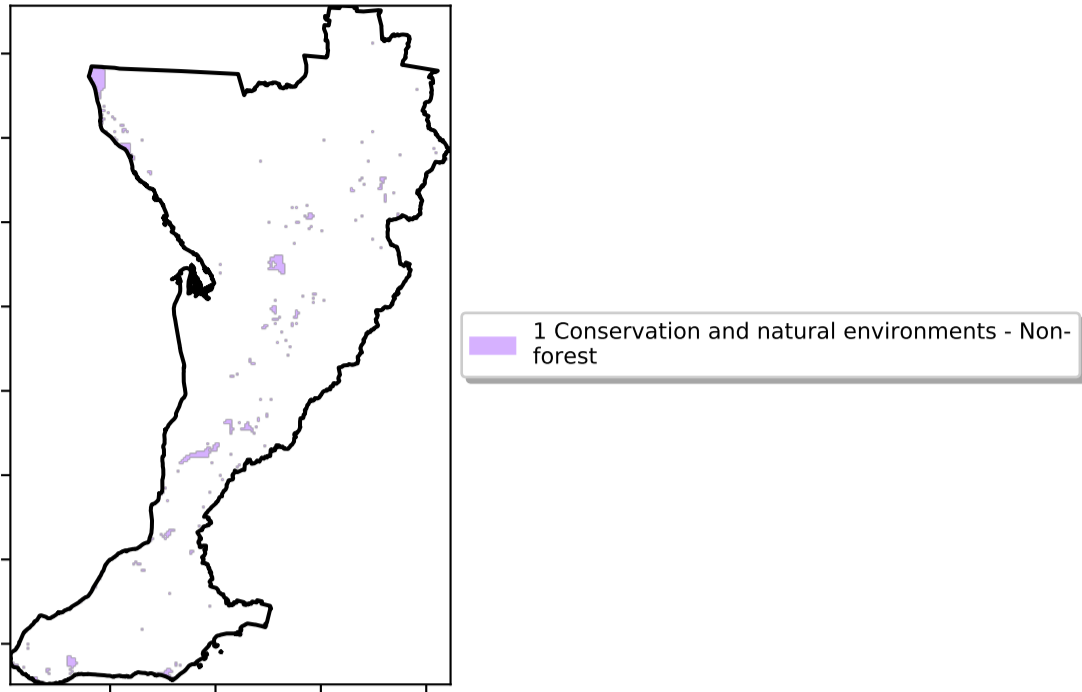 1 Conservation and natural environments - Non-
forest